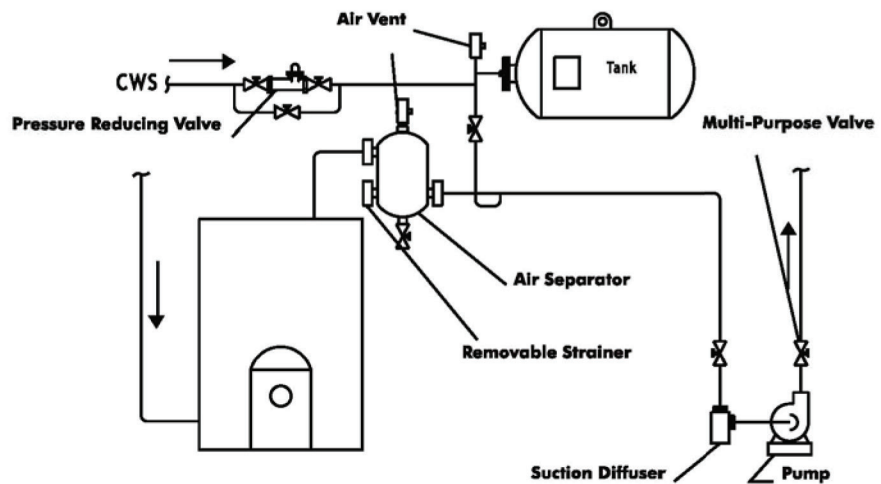 Air Vent
CWS
Tank
Pressure Reducing Valve
Multi-Purpose Valve
Air Separator
Removable Strainer
Suction Diffuser
Pump